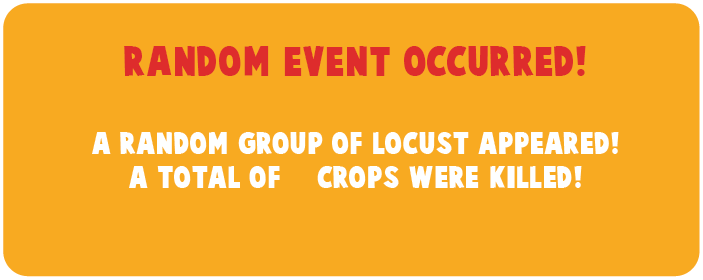 RANDOM EVENT OCCURRED!
A RANDOM GROUP OF LOCUST APPEARED!
A TOTAL OF CROPS WERE KILLED!